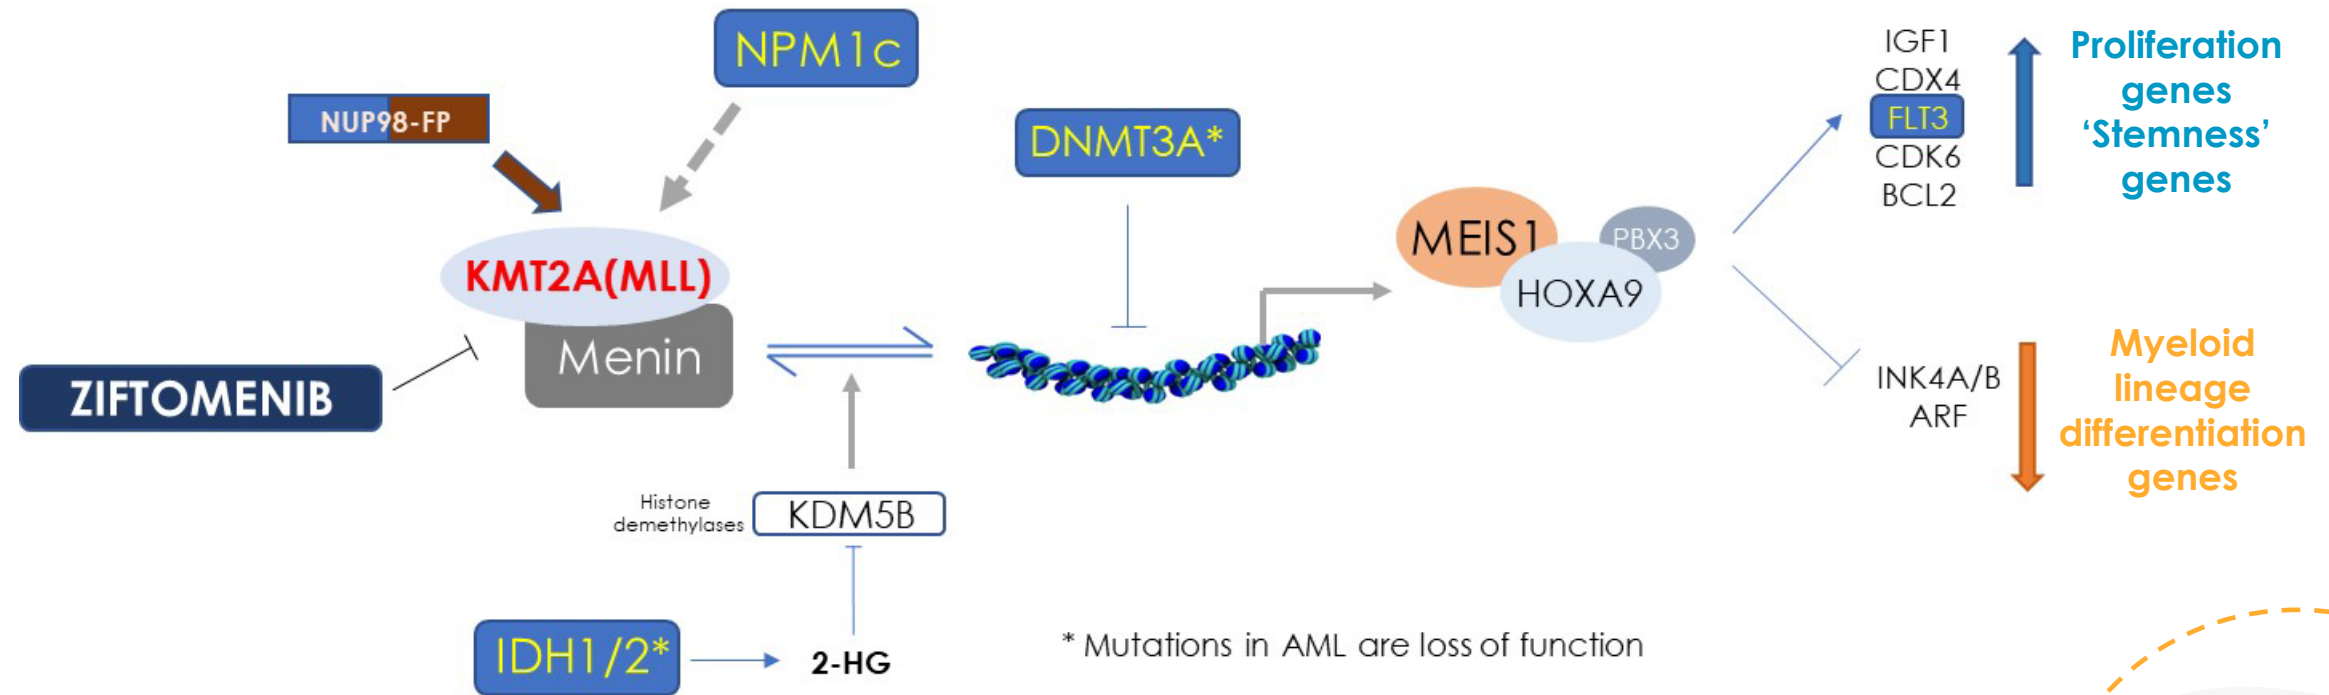 NPM1c
NUP98-FP
DNMT3A*
KMT2A(MLL)
Menin
ZIFTOMENIB
Histone
demethylases
KDM5B
IDH1/2*
2-HG
* Mutations in AML are loss of function
MEIS1
PBX3
HOXA9
IGF1
CDX4
FLT3
CDK6
BCL2
Proliferation
genes
‘Stemness’
genes
INK4A/B
ARF
Myeloid
lineage
differentiation
genes